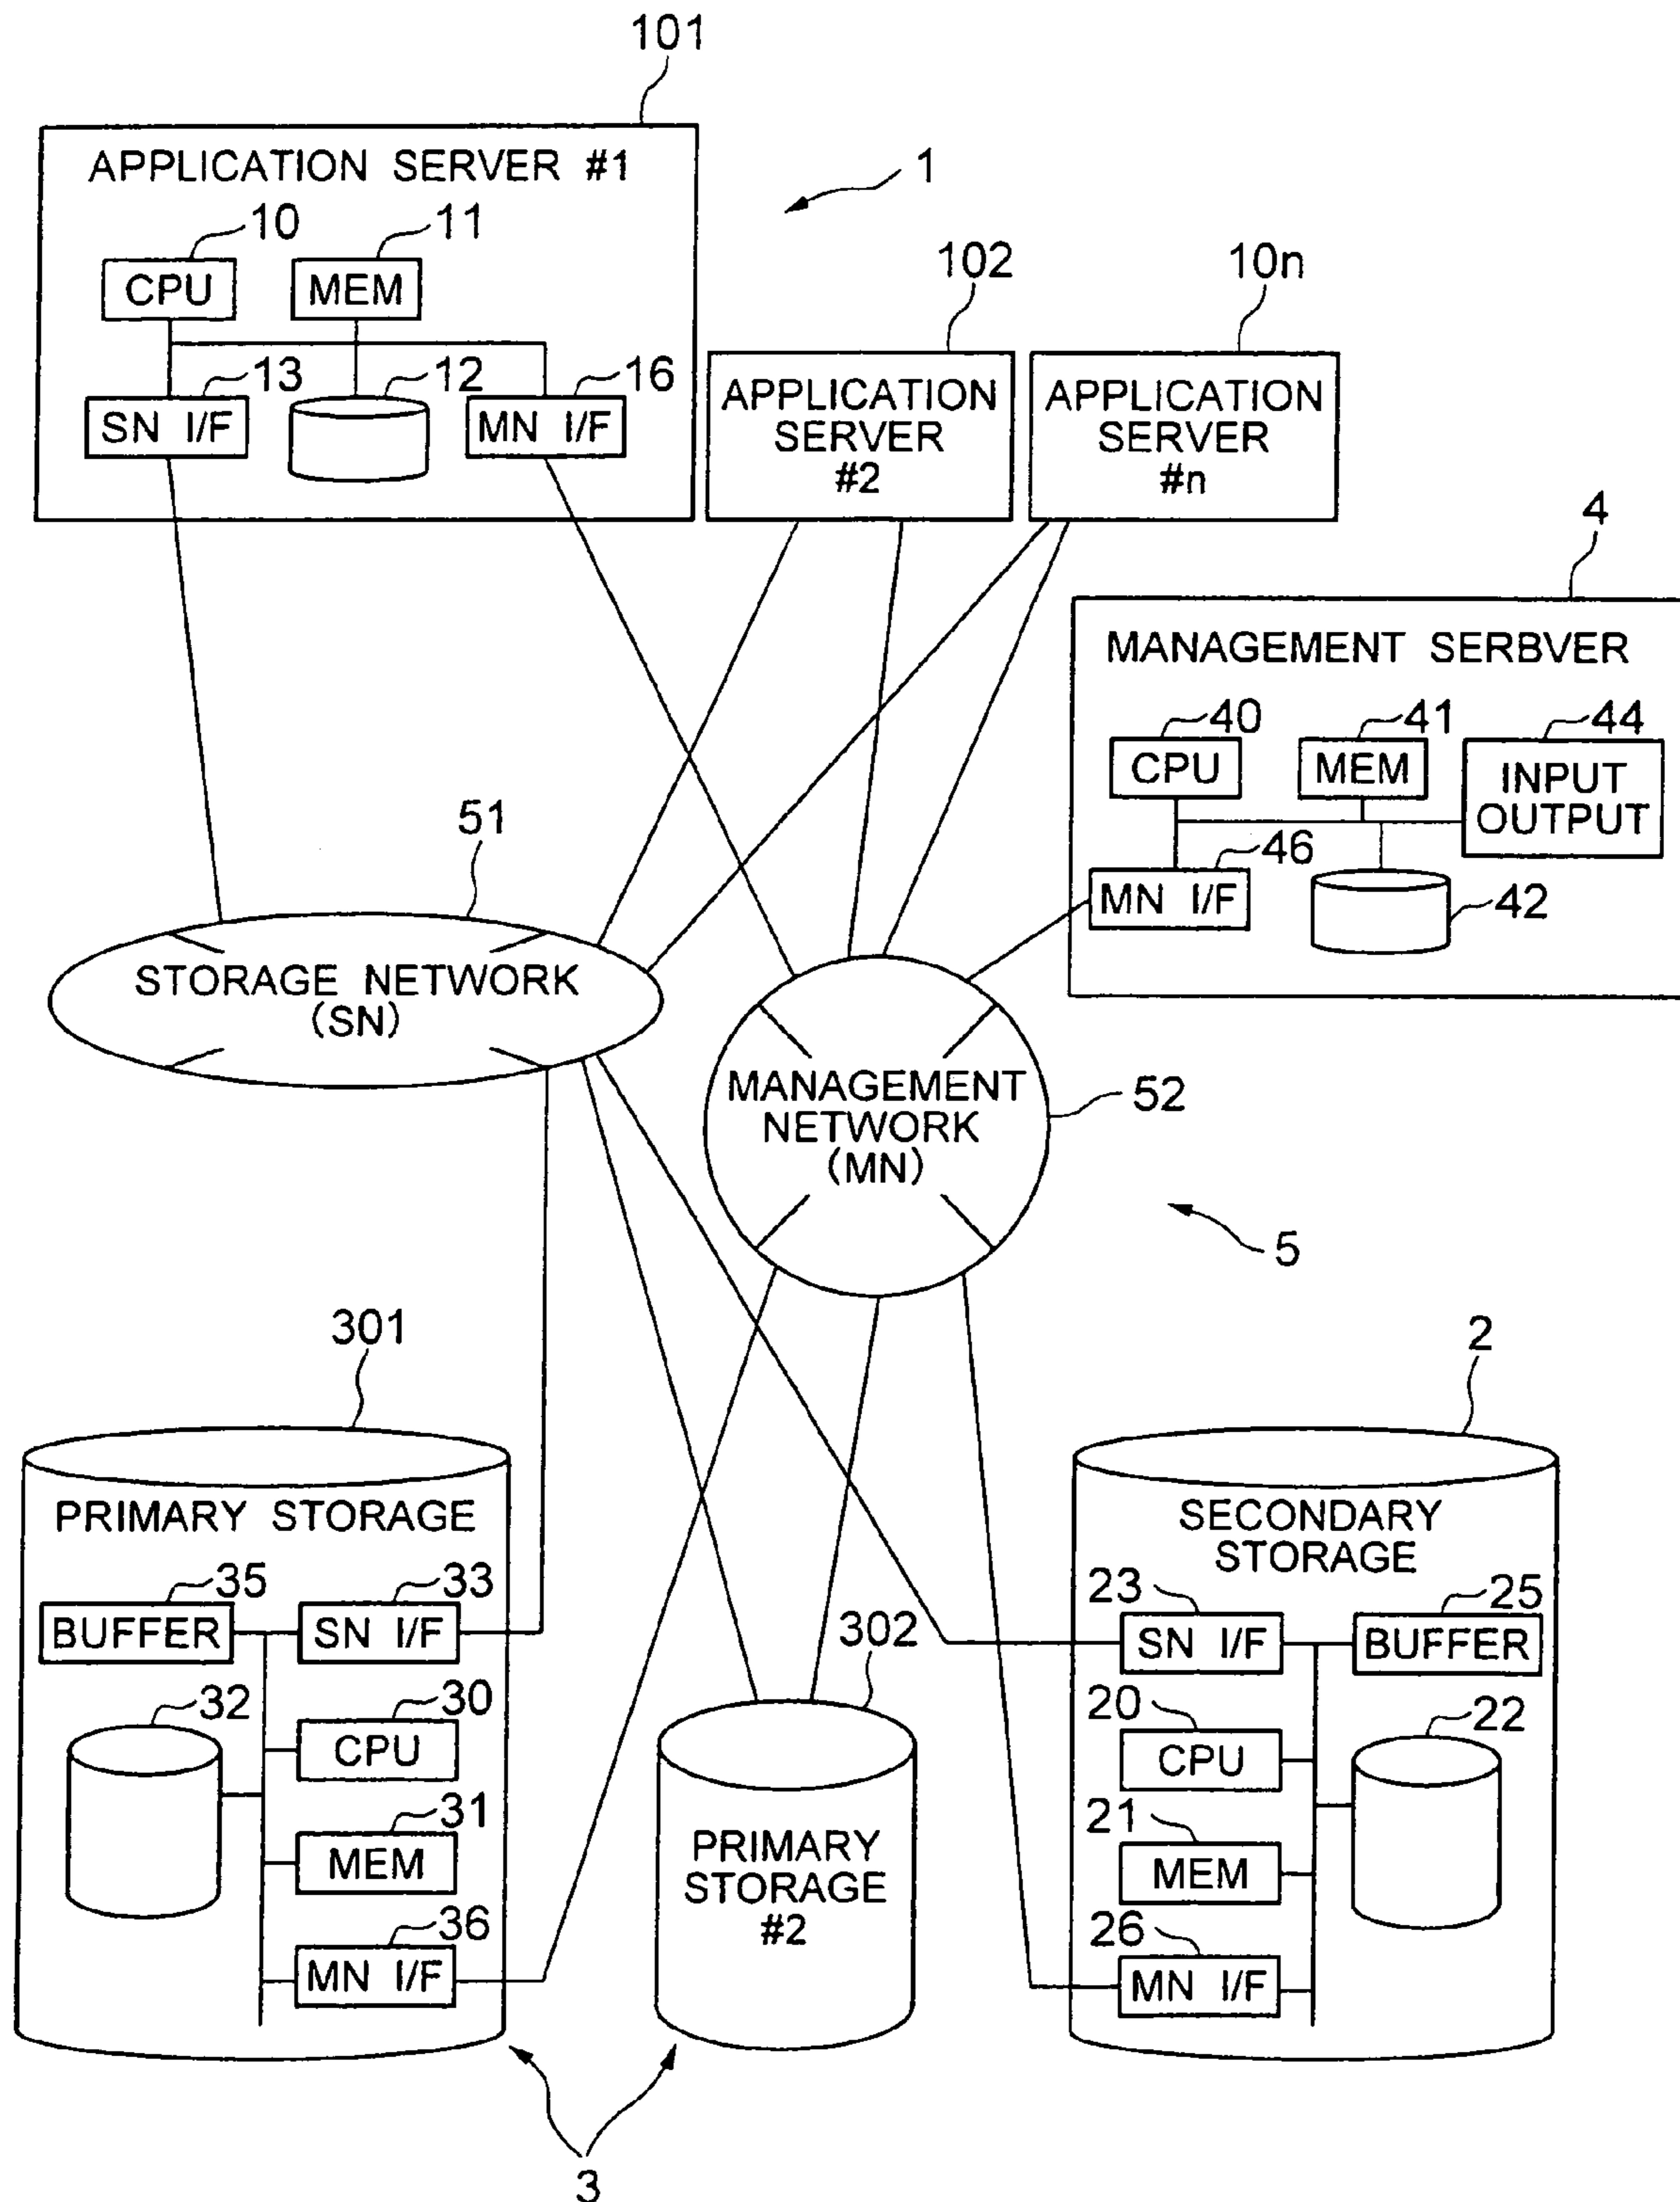 101
APPLICATION SERVER #1
1
10
11
CPU
MEM
102
10n
13
12
16
SN I/F
MN I/F
APPLICATION
SERVER
#2
APPLICATION
SERVER
#n
4
MANAGEMENT SERBVER
40
41
44
CPU
MEM
INPUT
OUTPUT
46
MN I/F
42
51
STORAGE NETWORK
(SN)
MANAGEMENT
NETWORK
(MN)
52
5
301
2
PRIMARY STORAGE
35
33
BUFFER
SN I/F
32
30
CPU
31
MEM
36
MN I/F
302
PRIMARY
STORAGE
#2
SECONDARY
STORAGE
23
25
SN I/F
BUFFER
20
22
CPU
21
MEM
26
MN I/F
3